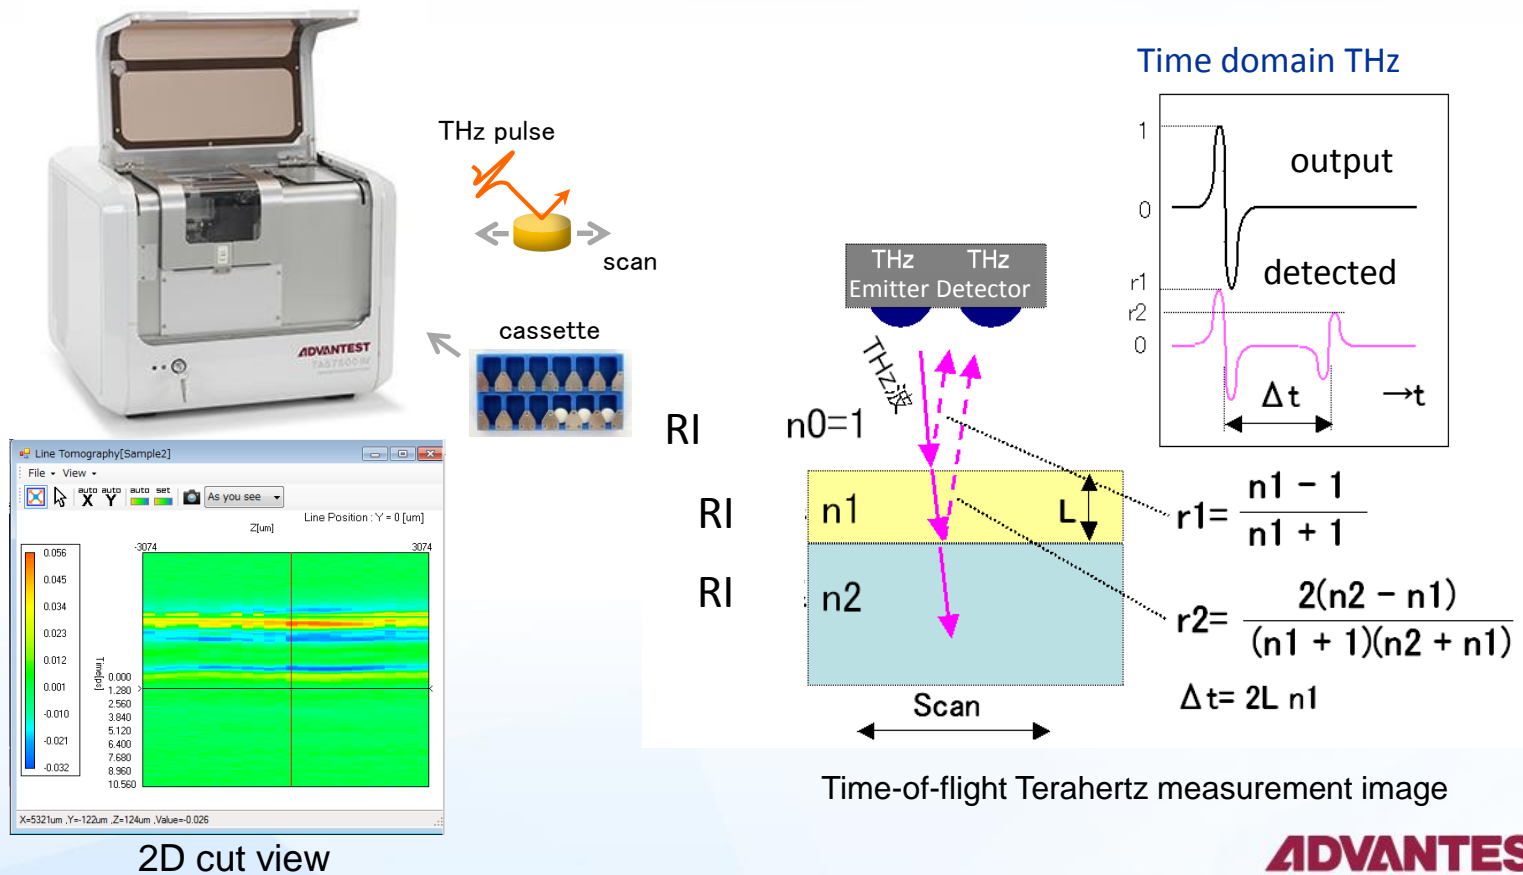 Time domain THz
THz pulse
scan
cassette
ADVANTEST
1
output
0
detected
r1
r2
0
Δt
→t
THz THz
Emitter Detector
THz波
RI n0=1
RI n1
L
RI n2
Scan
r1= n1 - 1
n1 + 1
r2= 2(n2 - n1)
(n1 + 1)(n2 + n1)
Δt= 2L n1
Time-of-flight Terahertz measurement image
Line Tomography[Sample2]
File View
auto X auto Y auto set As you see
Line Position : Y = 0 [um]
Z[um]
-3074 3074
0.056
0.045
0.034
0.023
0.012
0.001
-0.010
-0.021
-0.032
Time[ps]
0.000
1.280
2.560
3.840
5.120
6.400
7.680
8.960
10.560
X=5321um ,Y=-122um ,Z=124um ,Value=-0.026
2D cut view
ADVANTES